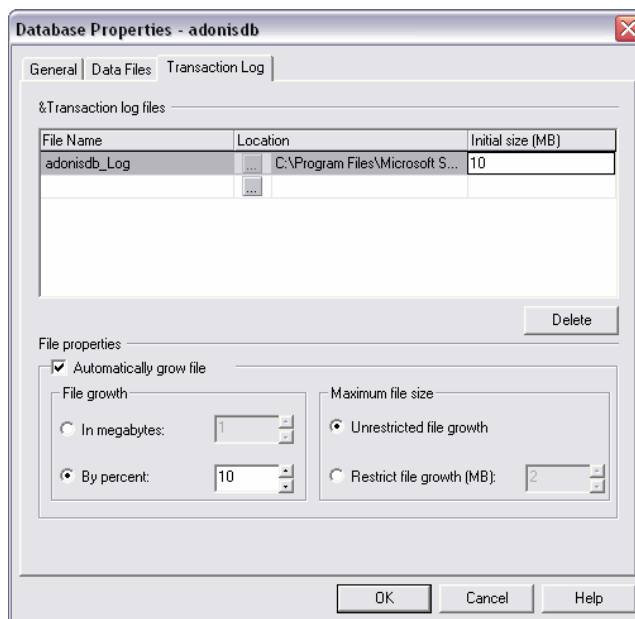 Database Properties - adonisdb
General Data Files Transaction Log
&Transaction log files
File Name Location Initial size (MB)
adonisdb_Log ... C:\Program Files\Microsoft S... 10
...
Delete
File properties
Automatically grow file
File growth Maximum file size
In megabytes: 1 Unrestricted file growth
By percent: 10 Restrict file growth (MB): 2
OK Cancel Help